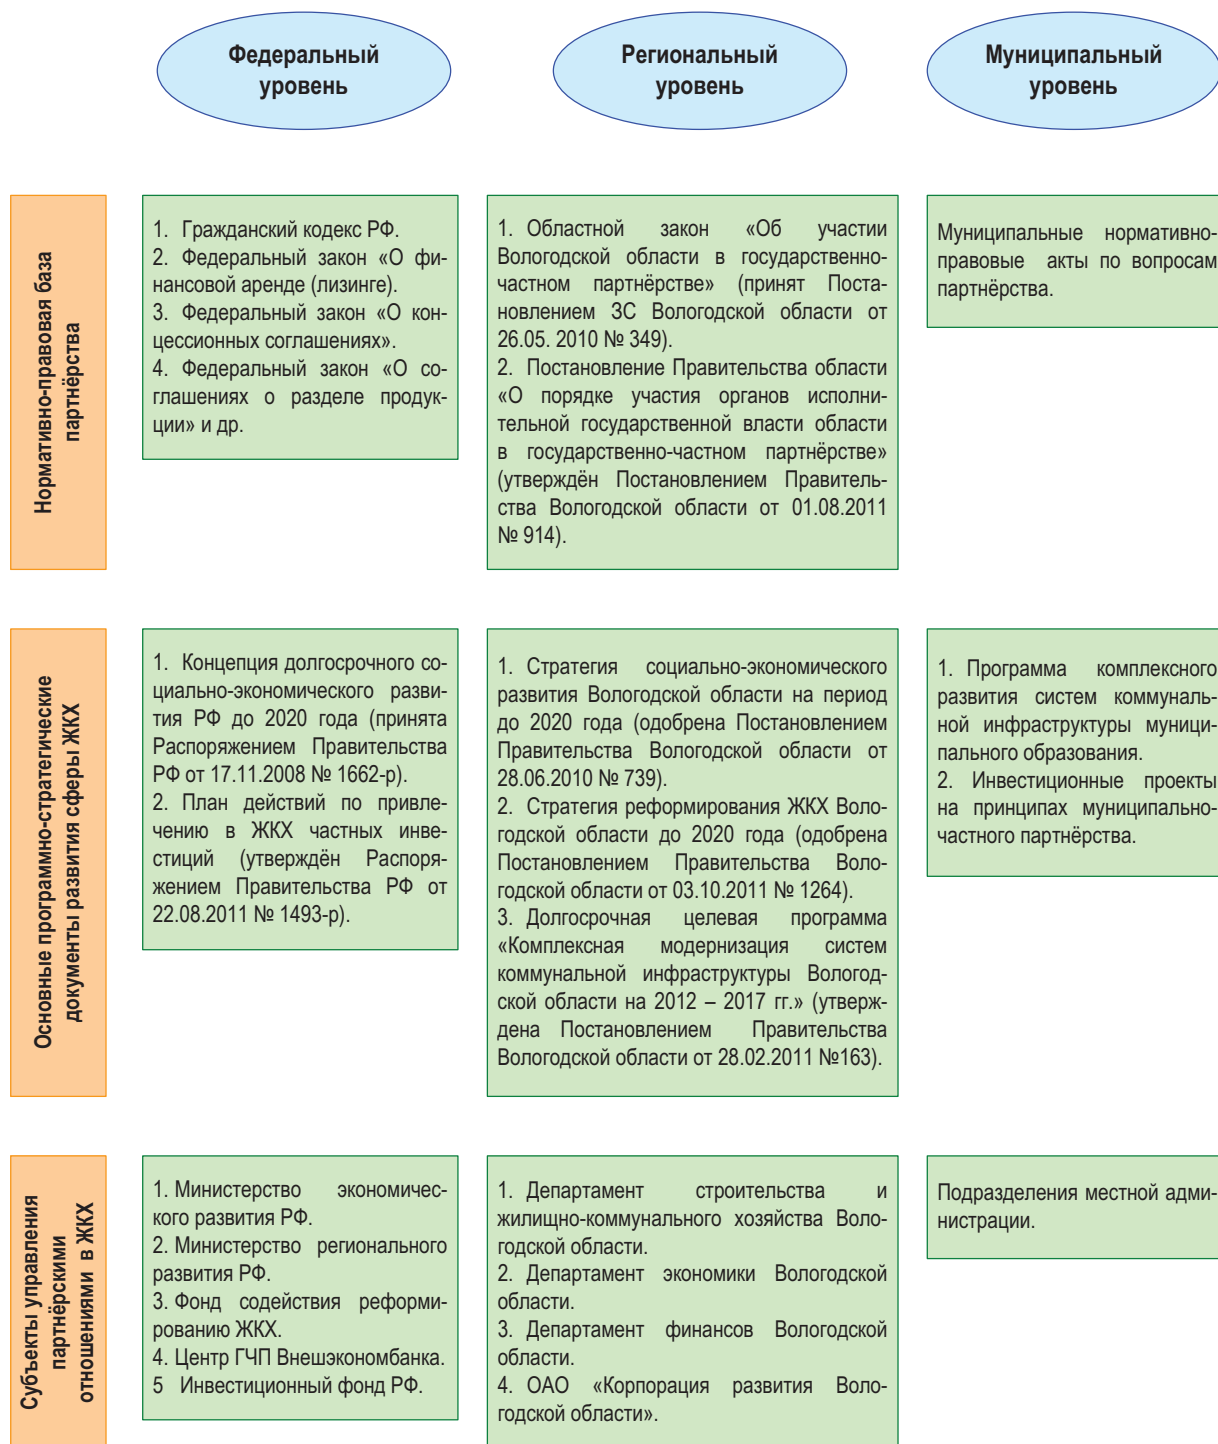 Федеральный
уровень
Региональный
уровень
Муниципальный
уровень
Нормативно-правовая база
партнёрства
1. Гражданский кодекс РФ.
2. Федеральный закон «О фи-
нансовой аренде (лизинге).
3. Федеральный закон «О кон-
цессионных соглашениях».
4. Федеральный закон «О со-
глашениях о разделе продук-
ции» и др.
1. Областной закон «Об участии
Вологодской области в государственно-
частном партнёрстве» (принят Поста-
новлением ЗС Вологодской области от
26.05. 2010 № 349).
2. Постановление Правительства области
«О порядке участия органов исполни-
тельной государственной власти области
в государственно-частном партнёрстве»
(утверждён Постановлением Правитель-
ства Вологодской области от 01.08.2011
№ 914).
Муниципальные нормативно-
правовые акты по вопросам
партнёрства.
Основные программно-стратегические
документы развития сферы ЖКХ
1. Концепция долгосрочного со-
циально-экономического разви-
тия РФ до 2020 года (принята
Распоряжением Правительства
РФ от 17.11.2008 № 1662-р).
2. План действий по привле-
чению в ЖКХ частных инве-
стиций (утверждён Распоря-
жением Правительства РФ от
22.08.2011 № 1493-р).
1. Стратегия социально-экономического
развития Вологодской области на период
до 2020 года (одобрена Постановлением
Правительства Вологодской области от
28.06.2010 № 739).
2. Стратегия реформирования ЖКХ Воло-
годской области до 2020 года (одобрена
Постановлением Правительства Воло-
годской области от 03.10.2011 № 1264).
3. Долгосрочная целевая программа
«Комплексная модернизация систем
коммунальной инфраструктуры Вологод-
ской области на 2012 – 2017 гг.» (утверж-
дена Постановлением Правительства
Вологодской области от 28.02.2011 №163).
1. Программа комплексного
развития систем коммуналь-
ной инфраструктуры муници-
пального образования.
2. Инвестиционные проекты
на принципах муниципально-
частного партнёрства.
Субъекты управления
партнёрскими
отношениями в ЖКХ
1. Министерство экономичес-
кого развития РФ.
2. Министерство регионального
развития РФ.
3. Фонд содействия реформи-
рованию ЖКХ.
4. Центр ГЧП Внешэкономбанка.
5 Инвестиционный фонд РФ.
1. Департамент строительства и
жилищно-коммунального хозяйства Воло-
годской области.
2. Департамент экономики Вологодской
области.
3. Департамент финансов Вологодской
области.
4. ОАО «Корпорация развития Воло-
годской области».
Подразделения местной адми-
нистрации.